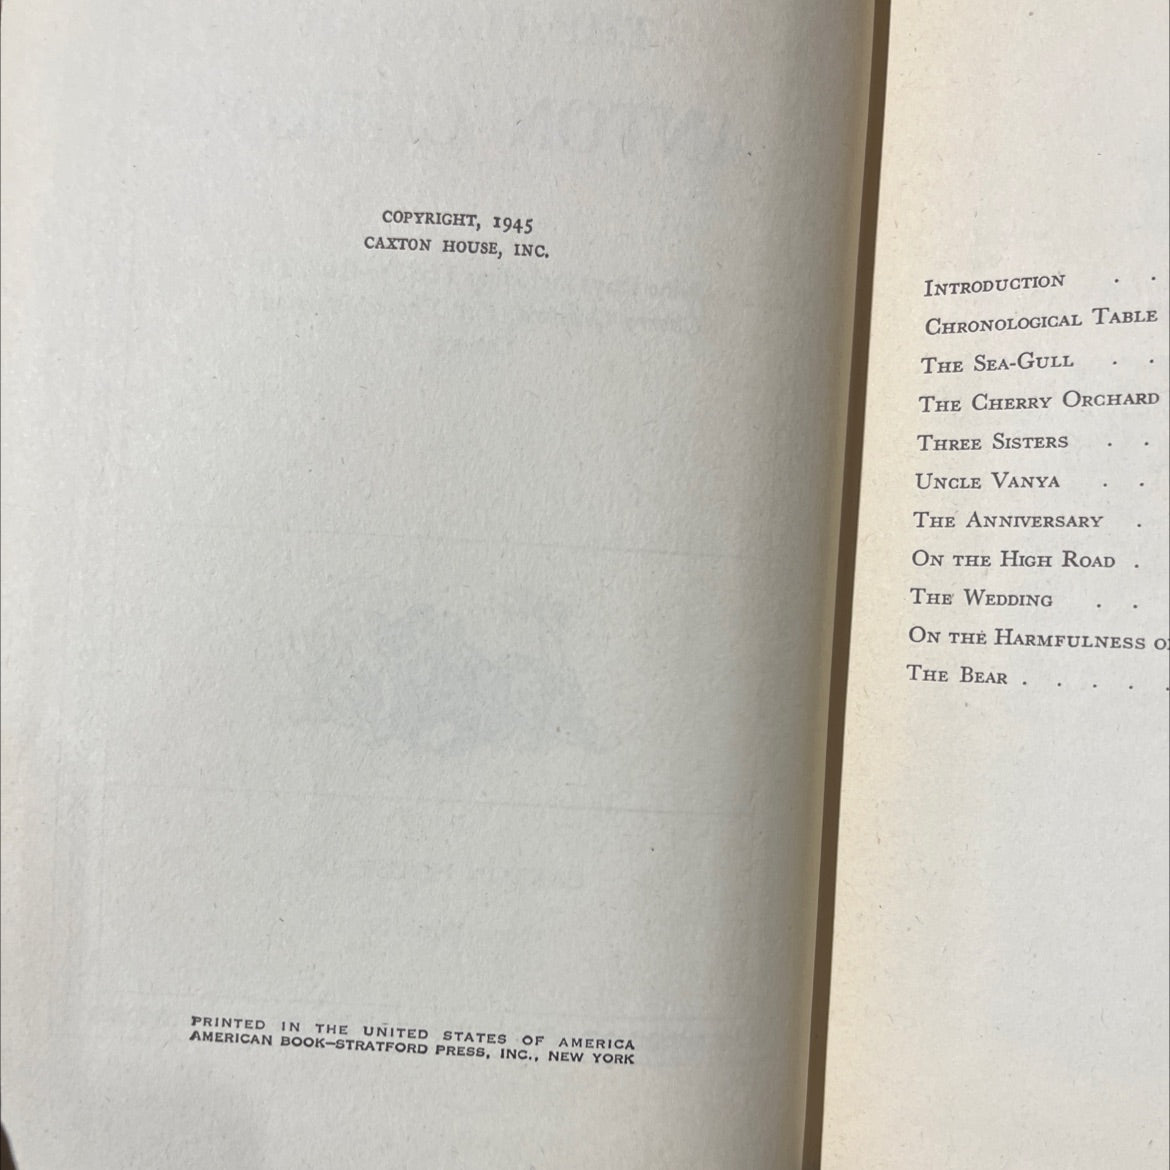 COPYRIGHT, 1945
CAXTON HOUSE, INC.
PRINTED IN THE UNITED STATES OF AMERICA
AMERICAN BOOK—STRATFORD PRESS, INC., NEW YORK
INTRODUCTION . .
CHRONOLOGICAL TABLE
THE SEA-GULL . .
THE CHERRY ORCHARD
THREE SISTERS . .
UNCLE VANYA . .
THE ANNIVERSARY .
ON THE HIGH ROAD .
THE WEDDING . .
ON THE HARMFULNESS
THE BEAR . . . . .